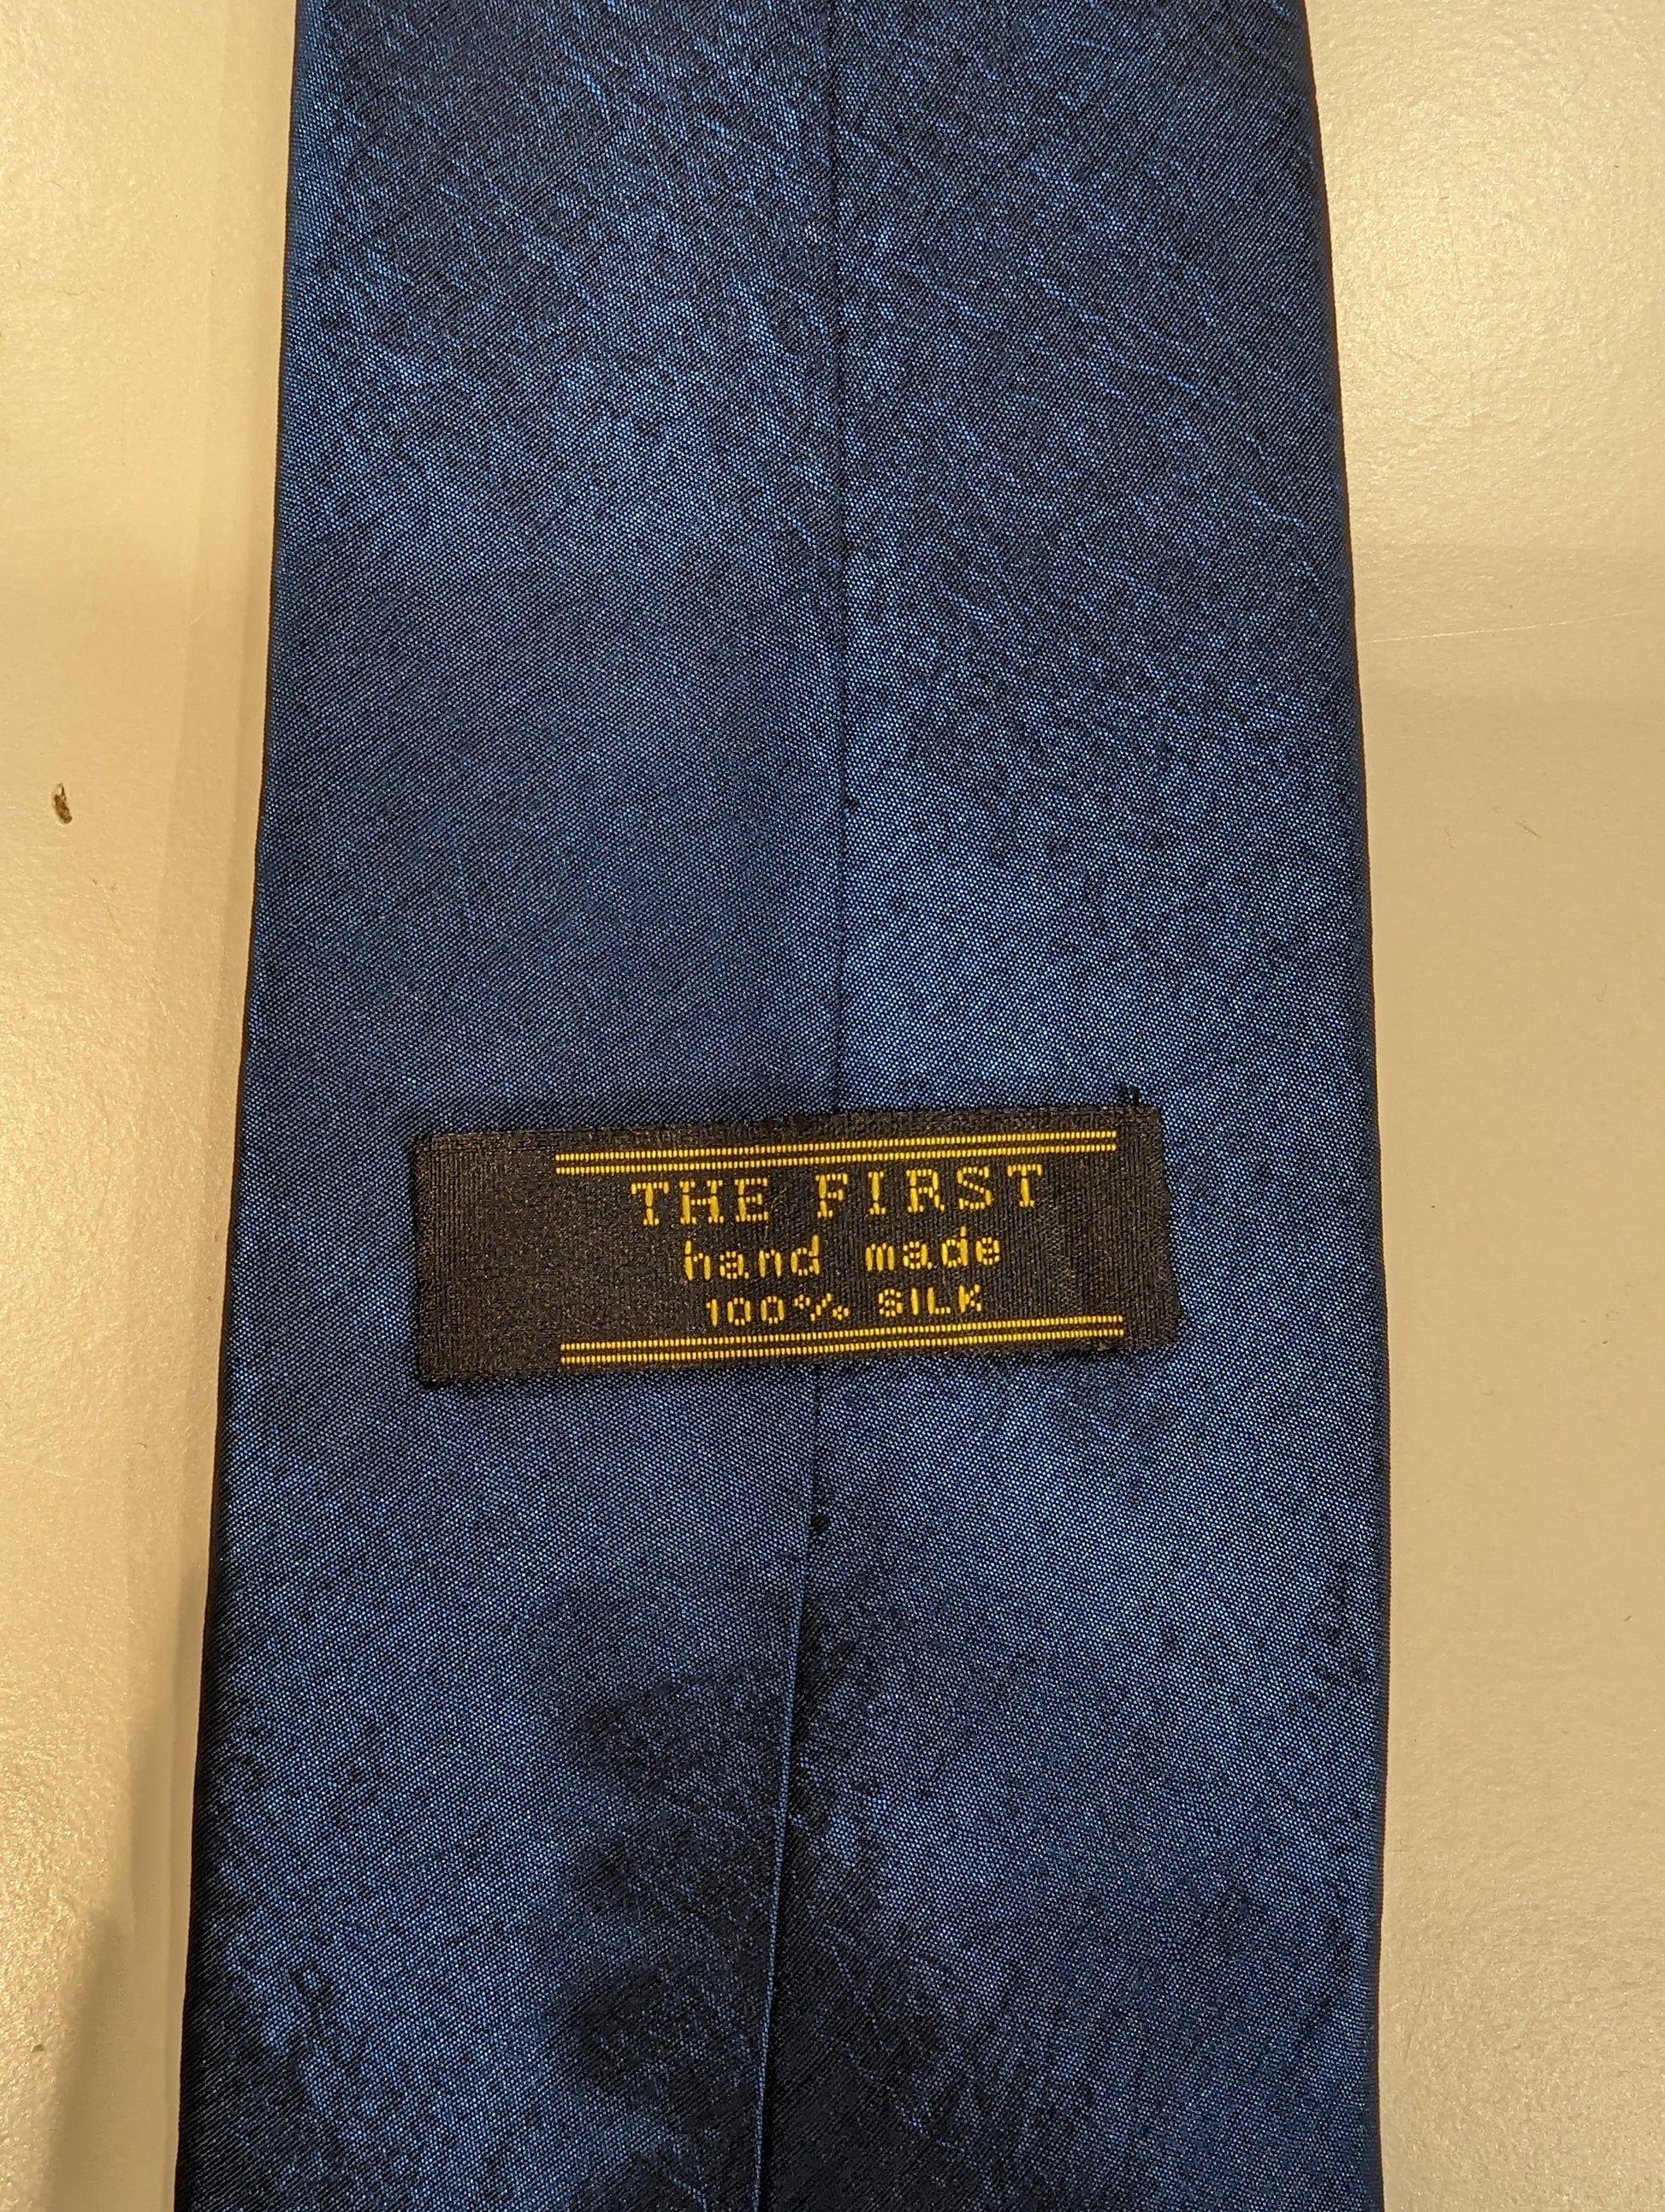 THE FIRST
hand made
100% SILK